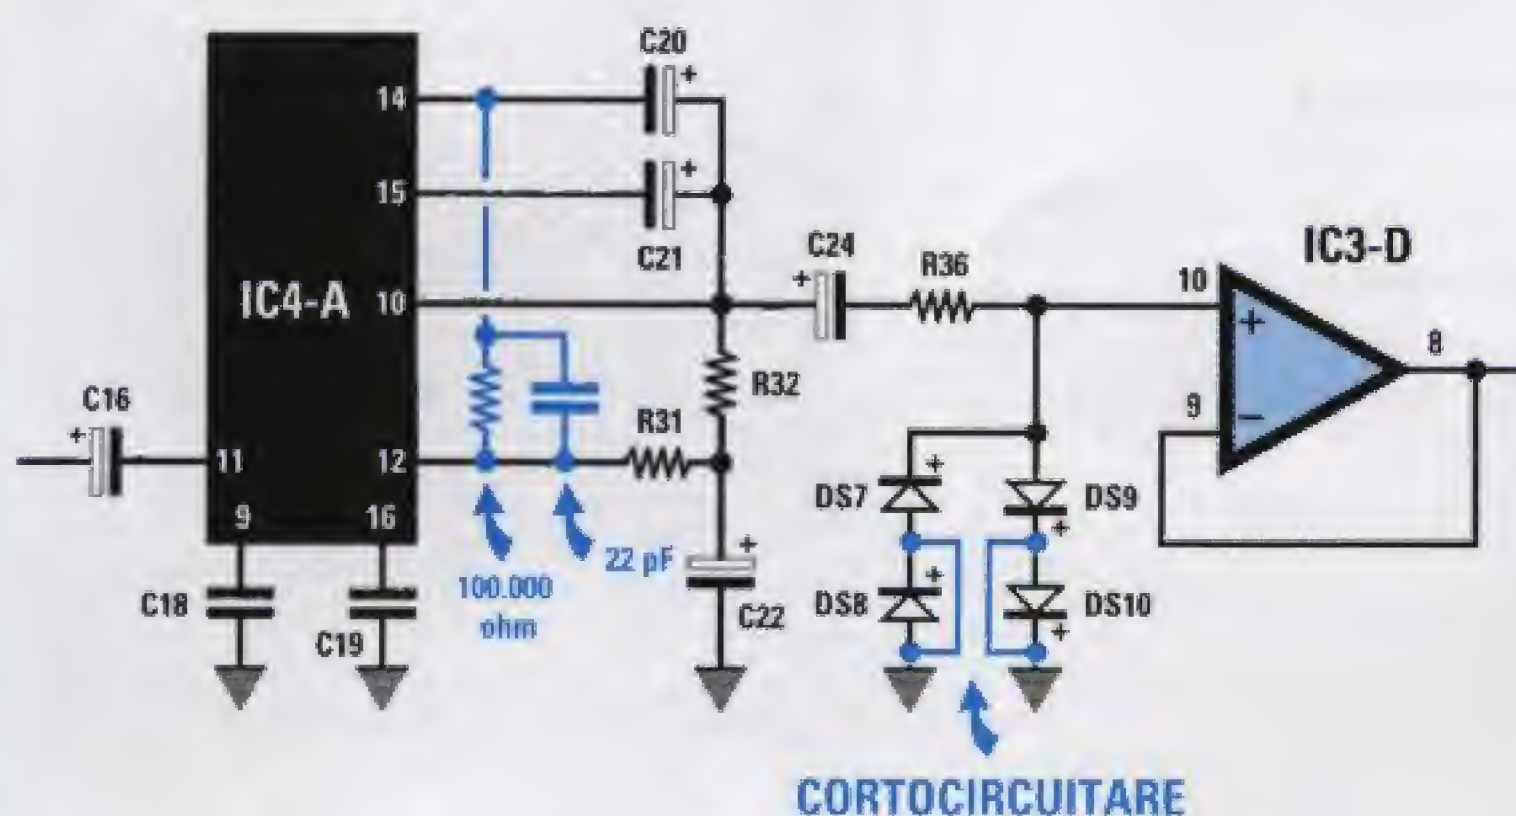 C20
+
14
15
+
C21
IC4-A
10
C24
+
R36
IC3-D
10
+
9
−
8
C16
+
11
12
R31
R32
9
16
C18
C19
100.000
ohm
22 pF
+
C22
DS7
+
DS9
+
DS8
+
DS10
+
CORTOCIRCUITARE